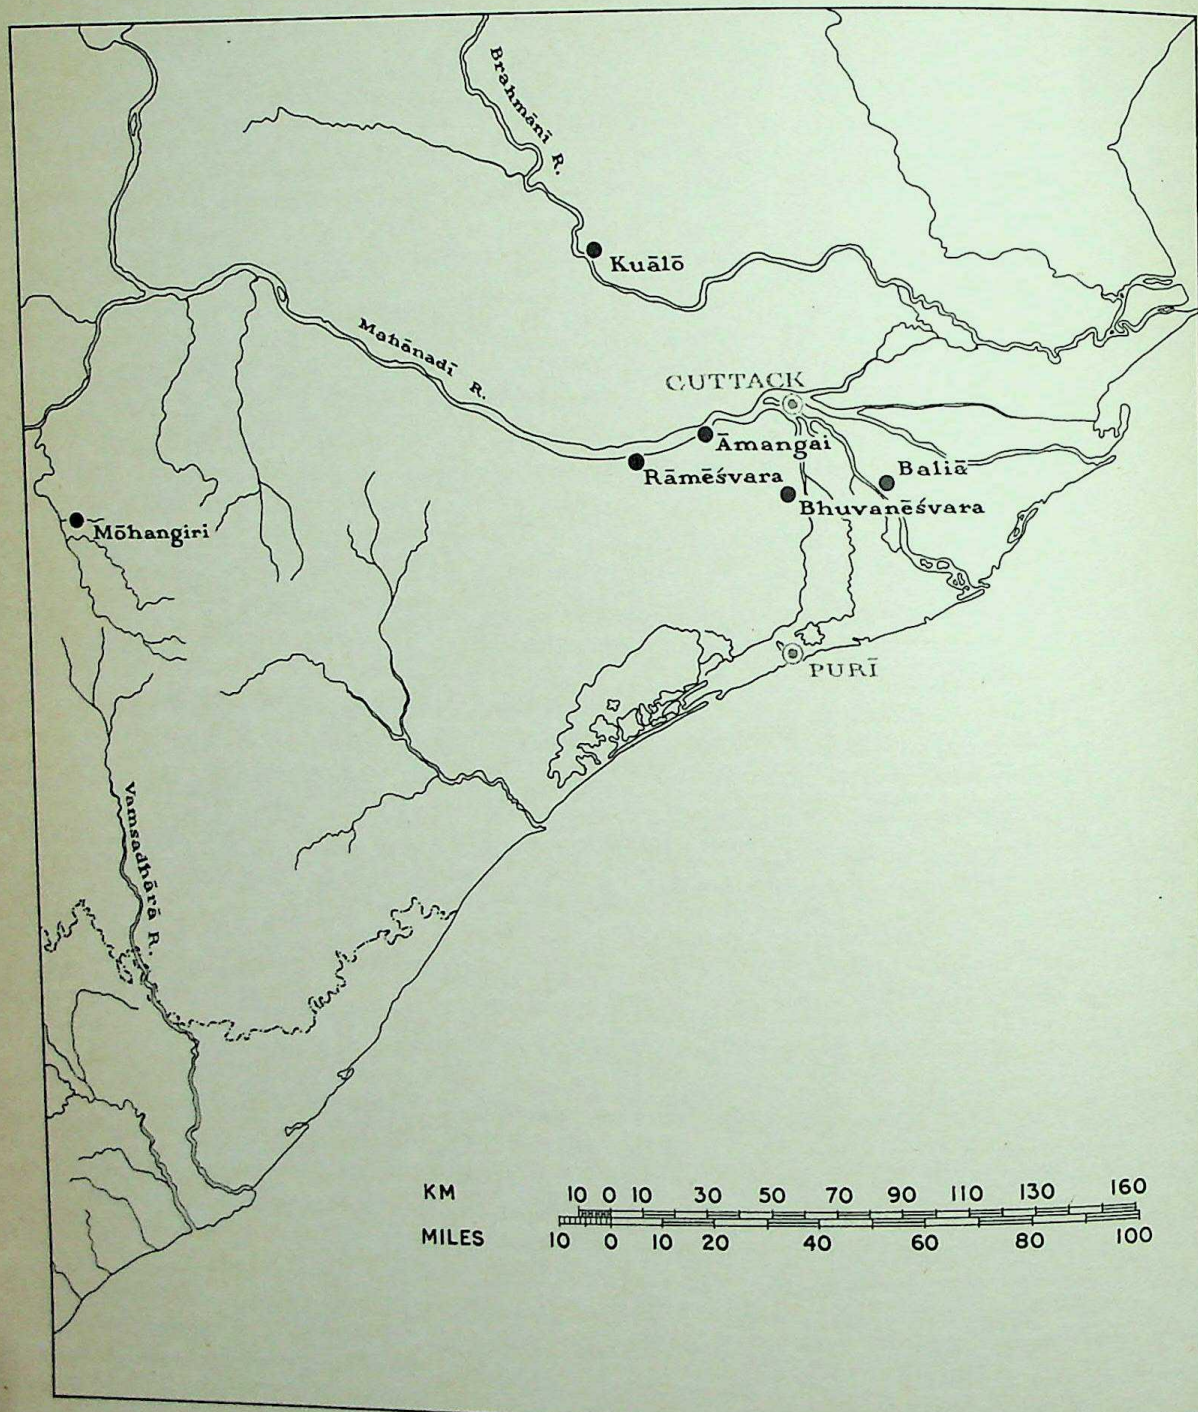 Brahmānī R.
Kuālō
Mahānadī R.
CUTTACK
Āmangai
Rāmēśvara
Baliā
Bhuvanēśvara
Mōhangiri
PURĪ
Vamsadhārā R.
KM 10 0 10 30 50 70 90 110 130 160
MILES 10 0 10 20 40 60 80 100